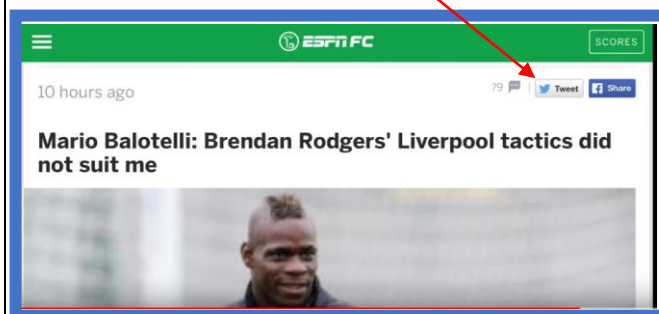 ESPN FC
SCORES
10 hours ago
79
Tweet
Share
Mario Balotelli: Brendan Rodgers' Liverpool tactics did
not suit me